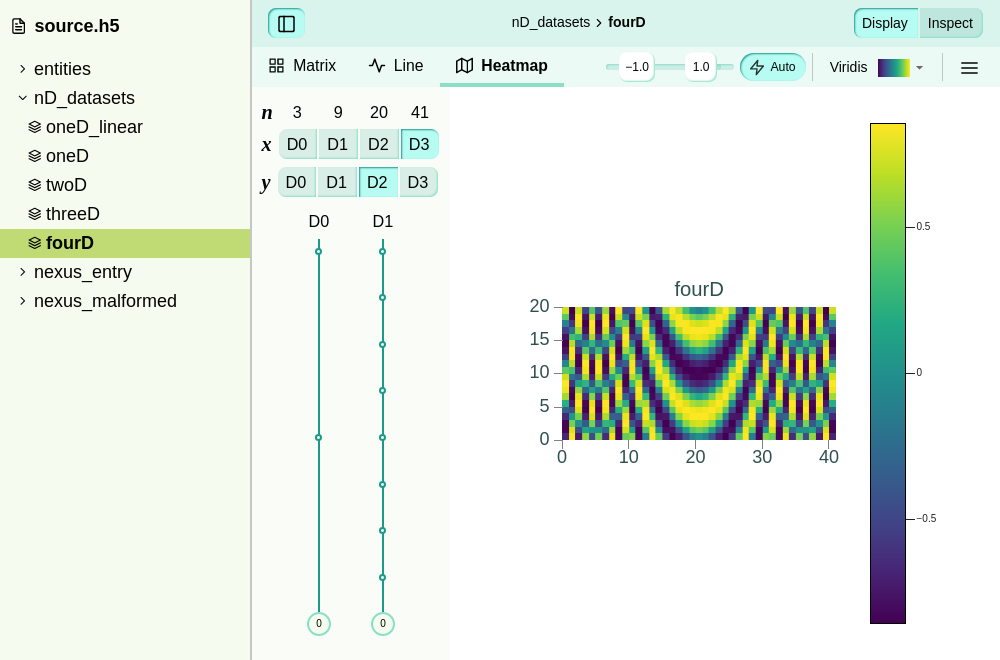 source.h5
entities
nD_datasets
oneD_linear
oneD
twoD
threeD
fourD
nexus_entry
nexus_malformed
nD_datasets › fourD
Display Inspect
Matrix Line Heatmap
−1.0 1.0 Auto Viridis
n 3 9 20 41
x D0 D1 D2 D3
y D0 D1 D2 D3
D0 D1
0 0
fourD
20
15
10
5
0
0 10 20 30 40
0.5
0
−0.5